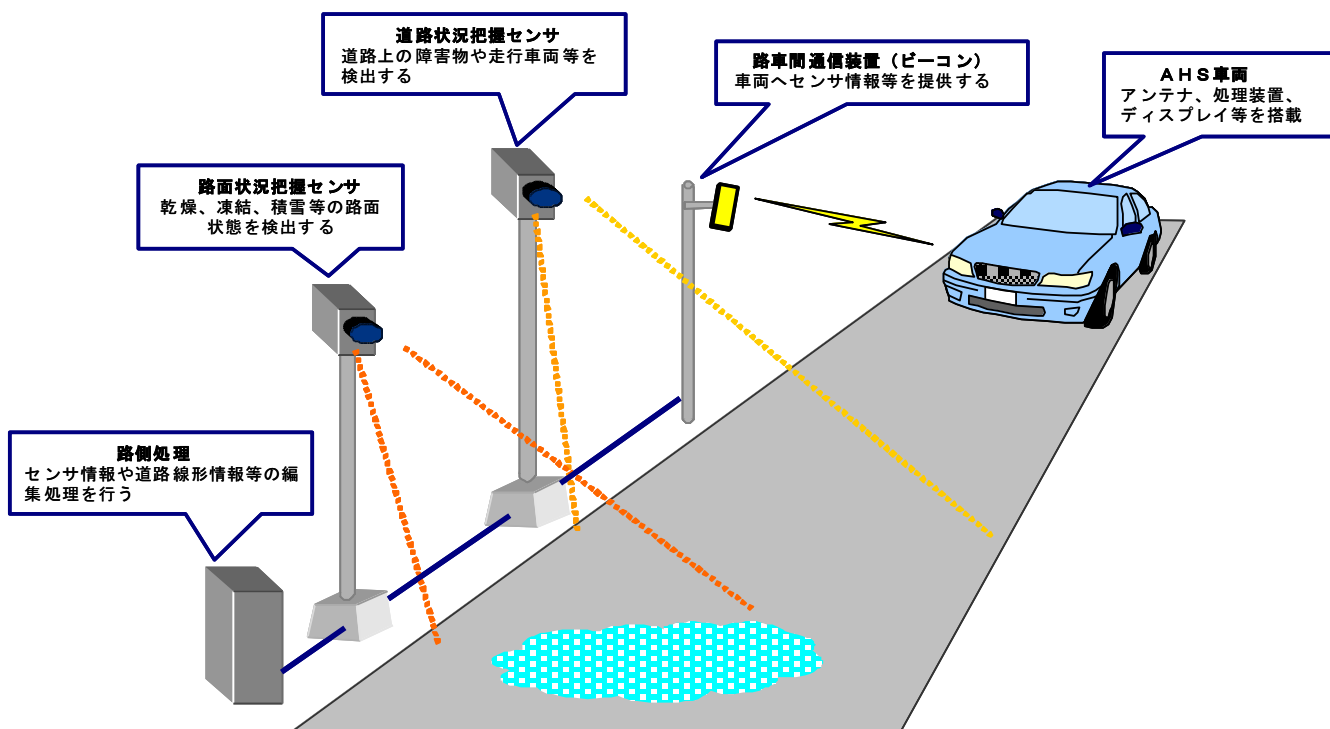 道路状況把握センサ
道路上の障害物や走行車両等を
検出する
路車間通信装置（ビーコン）
車両へセンサ情報等を提供する
ＡＨＳ車両
アンテナ、処理装置、
ディスプレイ等を搭載
路面状況把握センサ
乾燥、凍結、積雪等の路面
状態を検出する
路側処理
センサ情報や道路線形情報等の編
集処理を行う